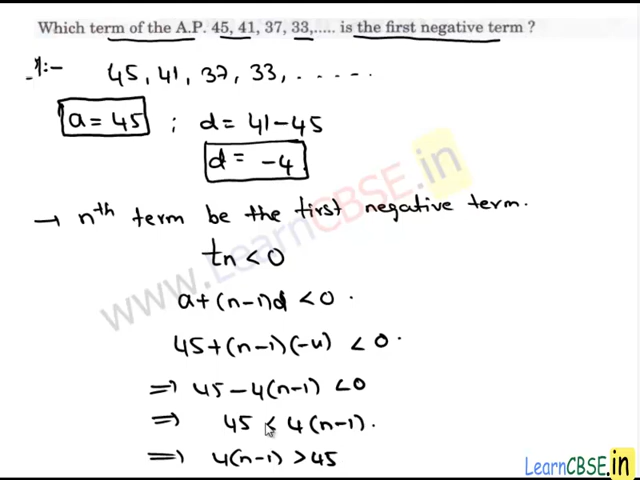 Which term of the A.P. 45, 41, 37, 33,..... is the first negative term ?
A:- 45, 41, 37, 33, ......
a = 45 ; d = 41-45
d = -4
→ nth term be the first negative term.
tn < 0
a+(n-1)d < 0.
45+(n-1)(-4) < 0.
⇒ 45-4(n-1) < 0
⇒ 45 < 4(n-1).
⇒ 4(n-1) > 45
LearnCBSE.in
LearnCBSE.in